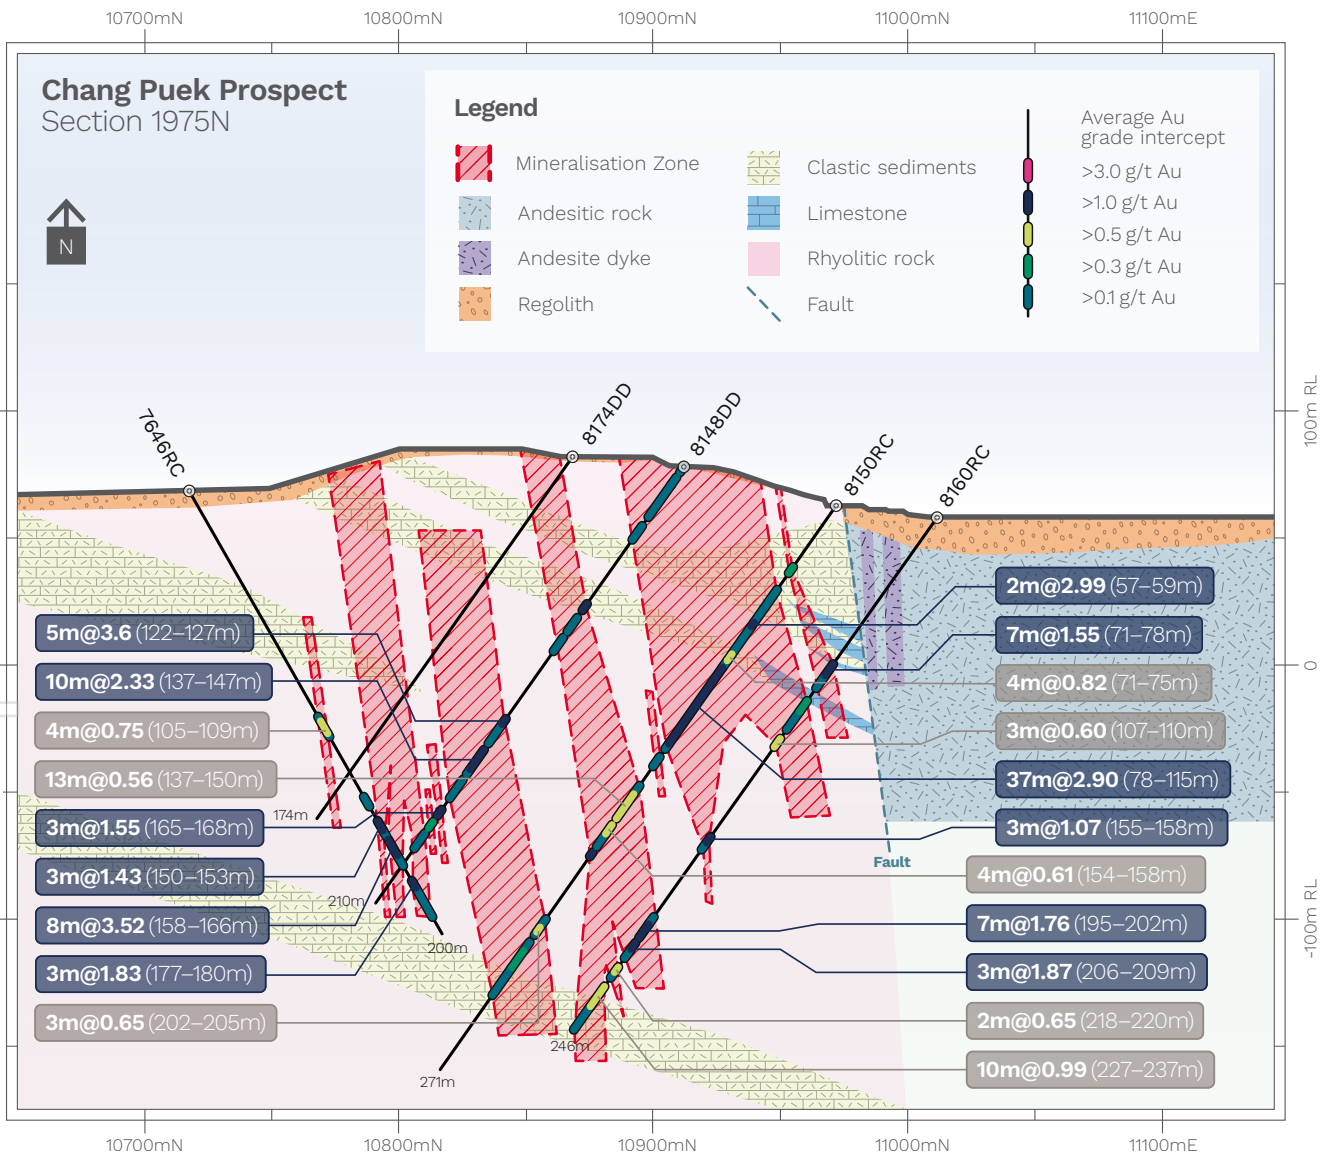 10700mN 10800mN 10900mN 11000mN 11100mE
Chang Puek Prospect
Section 1975N
N
Legend
Mineralisation Zone
Andesitic rock
Andesite dyke
Regolith
Clastic sediments
Limestone
Rhyolitic rock
Fault
Average Au
grade intercept
>3.0 g/t Au
>1.0 g/t Au
>0.5 g/t Au
>0.3 g/t Au
>0.1 g/t Au
100m RL
0
-100m RL
7646RC
8174DD
8148DD
8150RC
8160RC
5m@3.6 (122–127m)
10m@2.33 (137–147m)
4m@0.75 (105–109m)
13m@0.56 (137–150m)
3m@1.55 (165–168m)
3m@1.43 (150–153m)
8m@3.52 (158–166m)
3m@1.83 (177–180m)
3m@0.65 (202–205m)
174m
210m
200m
271m
246m
Fault
2m@2.99 (57–59m)
7m@1.55 (71–78m)
4m@0.82 (71–75m)
3m@0.60 (107–110m)
37m@2.90 (78–115m)
3m@1.07 (155–158m)
4m@0.61 (154–158m)
7m@1.76 (195–202m)
3m@1.87 (206–209m)
2m@0.65 (218–220m)
10m@0.99 (227–237m)
10700mN 10800mN 10900mN 11000mN 11100mE